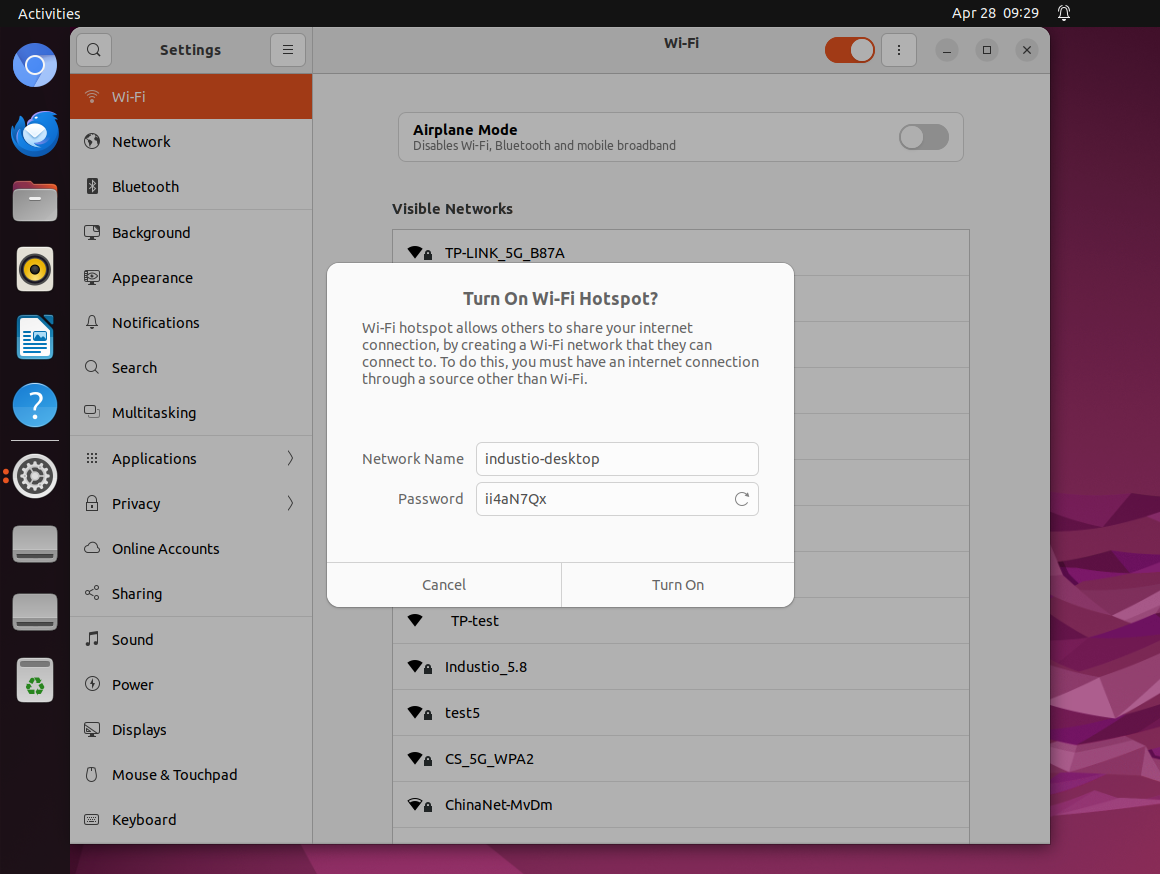 Activities
Apr 28 09:29
Settings
Wi-Fi
Wi-Fi
Network
Bluetooth
Background
Appearance
Notifications
Search
Multitasking
Applications
Privacy
Online Accounts
Sharing
Sound
Power
Displays
Mouse & Touchpad
Keyboard
Airplane Mode
Disables Wi-Fi, Bluetooth and mobile broadband
Visible Networks
TP-LINK_5G_B87A
Turn On Wi-Fi Hotspot?
Wi-Fi hotspot allows others to share your internet
connection, by creating a Wi-Fi network that they can
connect to. To do this, you must have an internet connection
through a source other than Wi-Fi.
Network Name industio-desktop
Password ii4aN7Qx
Cancel Turn On
TP-test
Industio_5.8
test5
CS_5G_WPA2
ChinaNet-MvDm